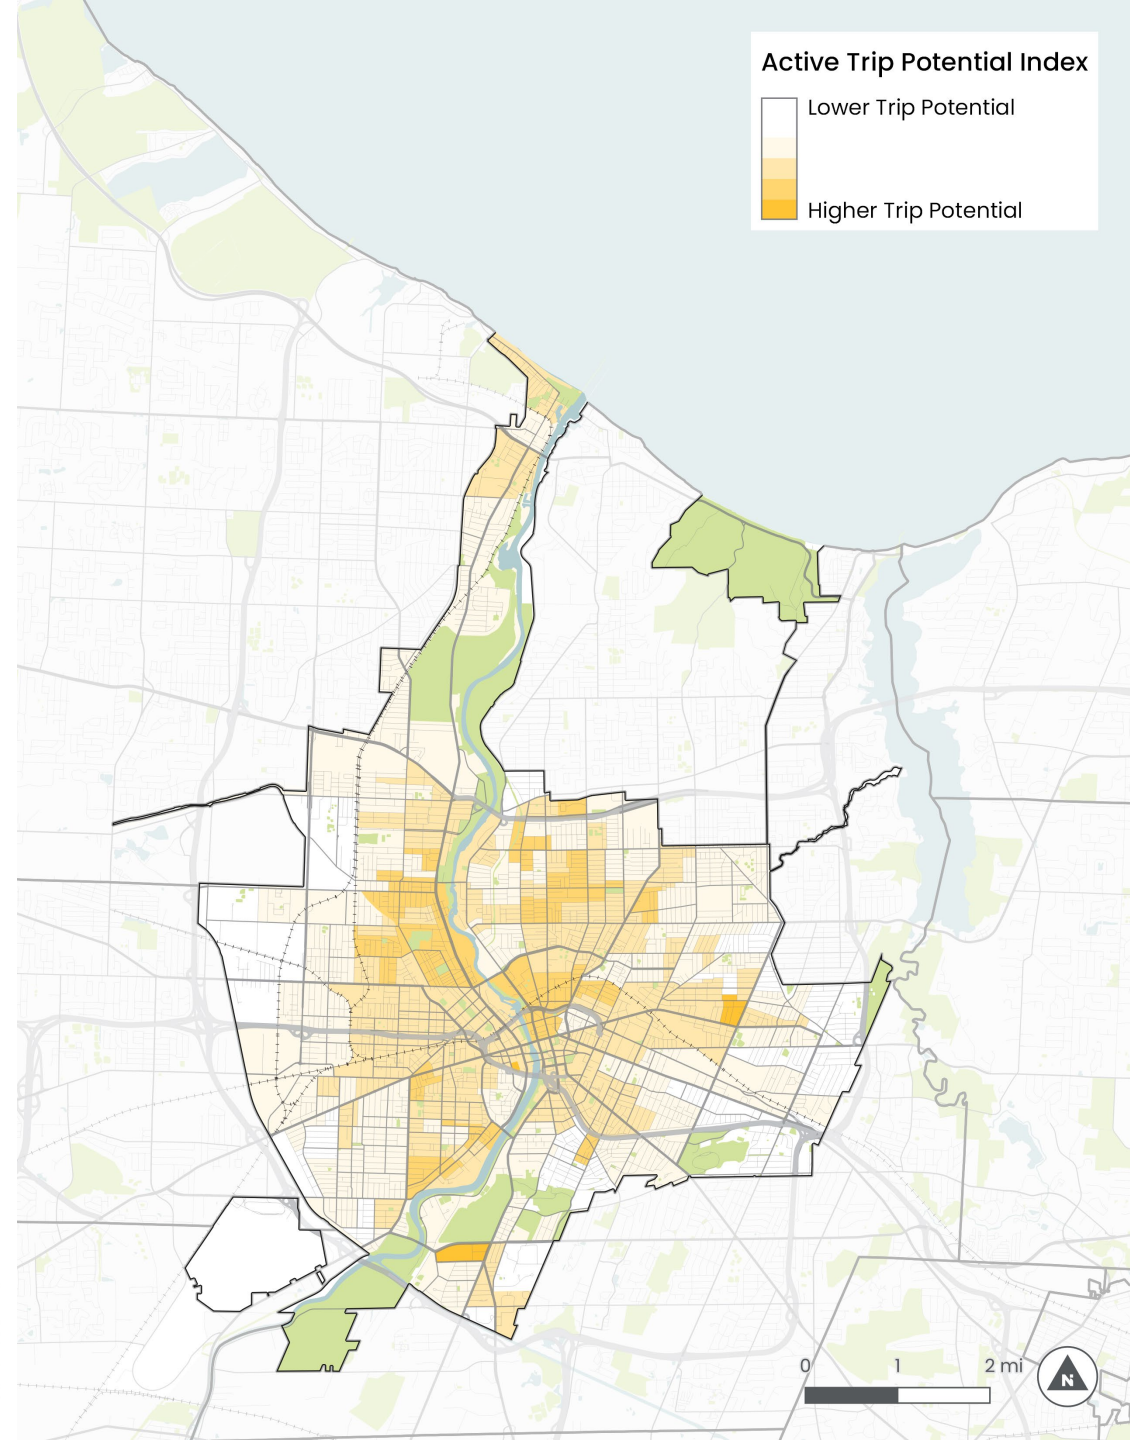 Active Trip Potential Index
Lower Trip Potential
Higher Trip Potential
0 1 2 mi
N